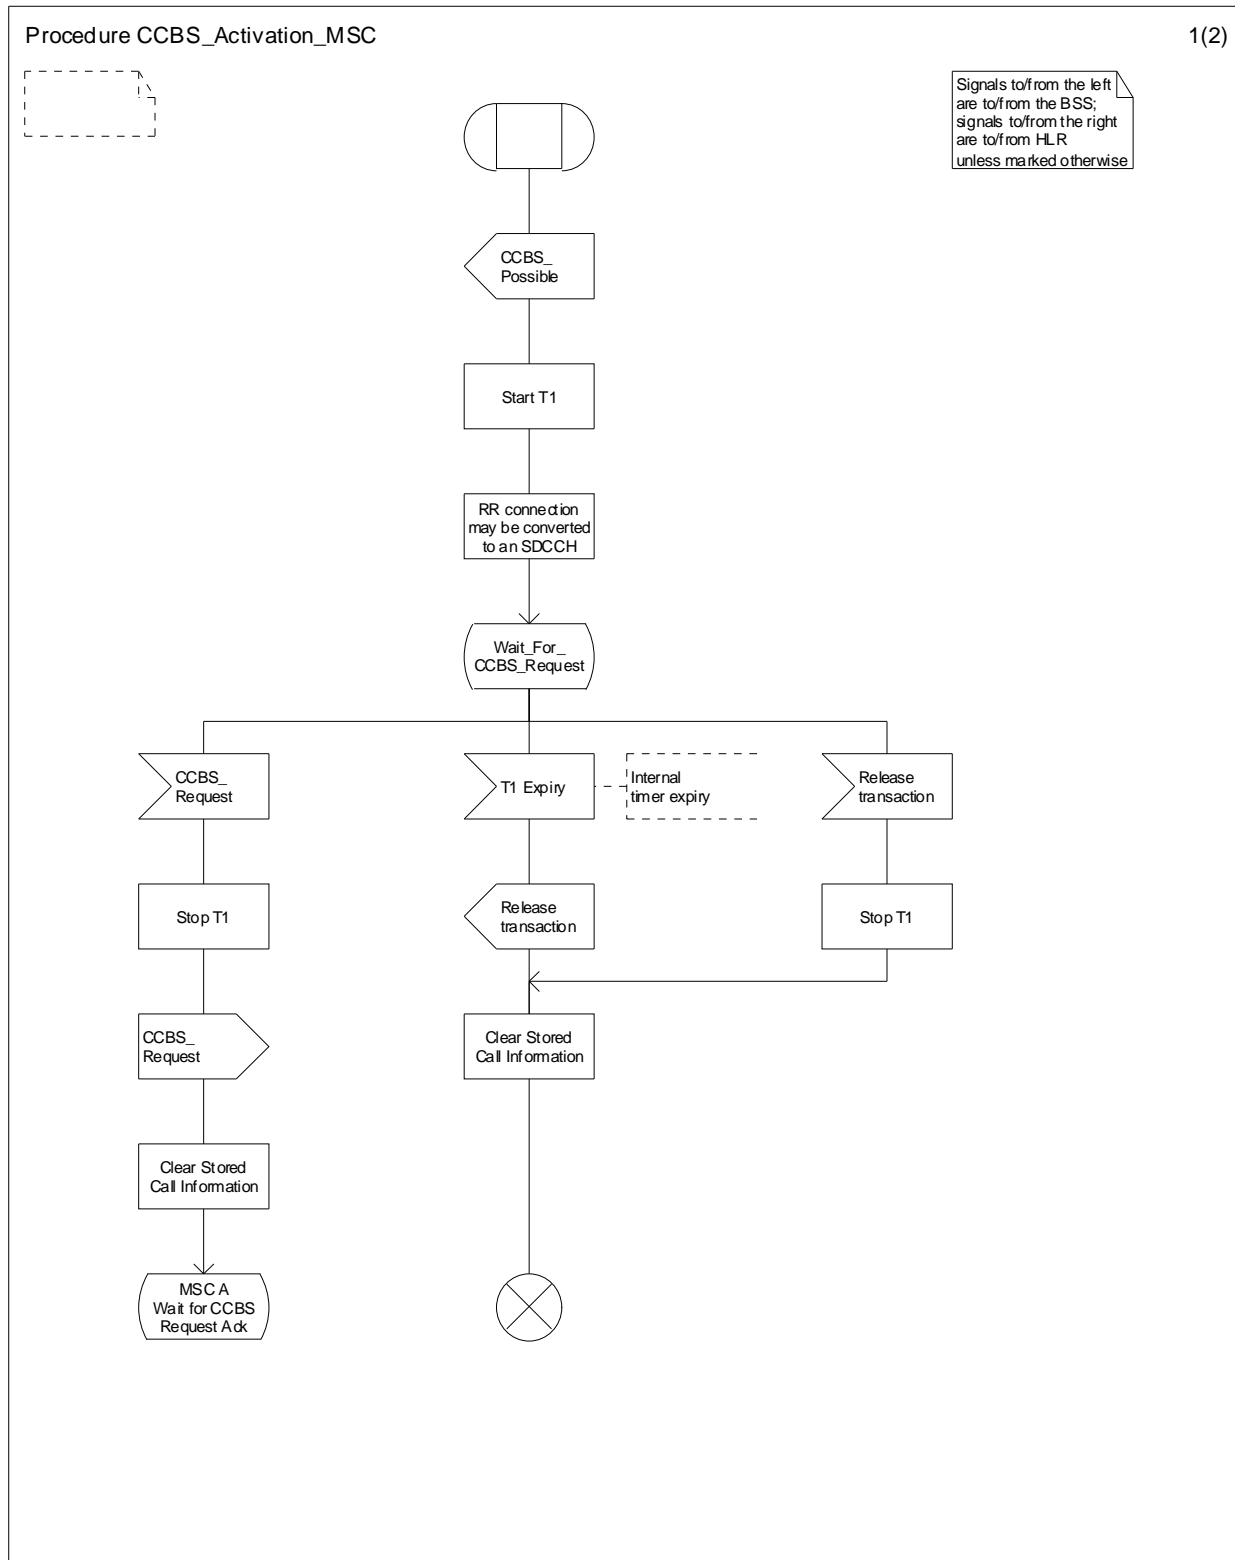 Procedure CCBS_Activation_MSC
1(2)
Signals to/from the left
are to/from the BSS;
signals to/from the right
are to/from HLR
unless marked otherwise
CCBS_
Possible
Start T1
RR connection
may be converted
to an SDCCH
Wait_For_
CCBS_Request
CCBS_
Request
T1 Expiry
Internal
timer expiry
Release
transaction
Stop T1
Release
transaction
Stop T1
CCBS_
Request
Clear Stored
Call Information
Clear Stored
Call Information
MSC A
Wait for CCBS
Request Ack